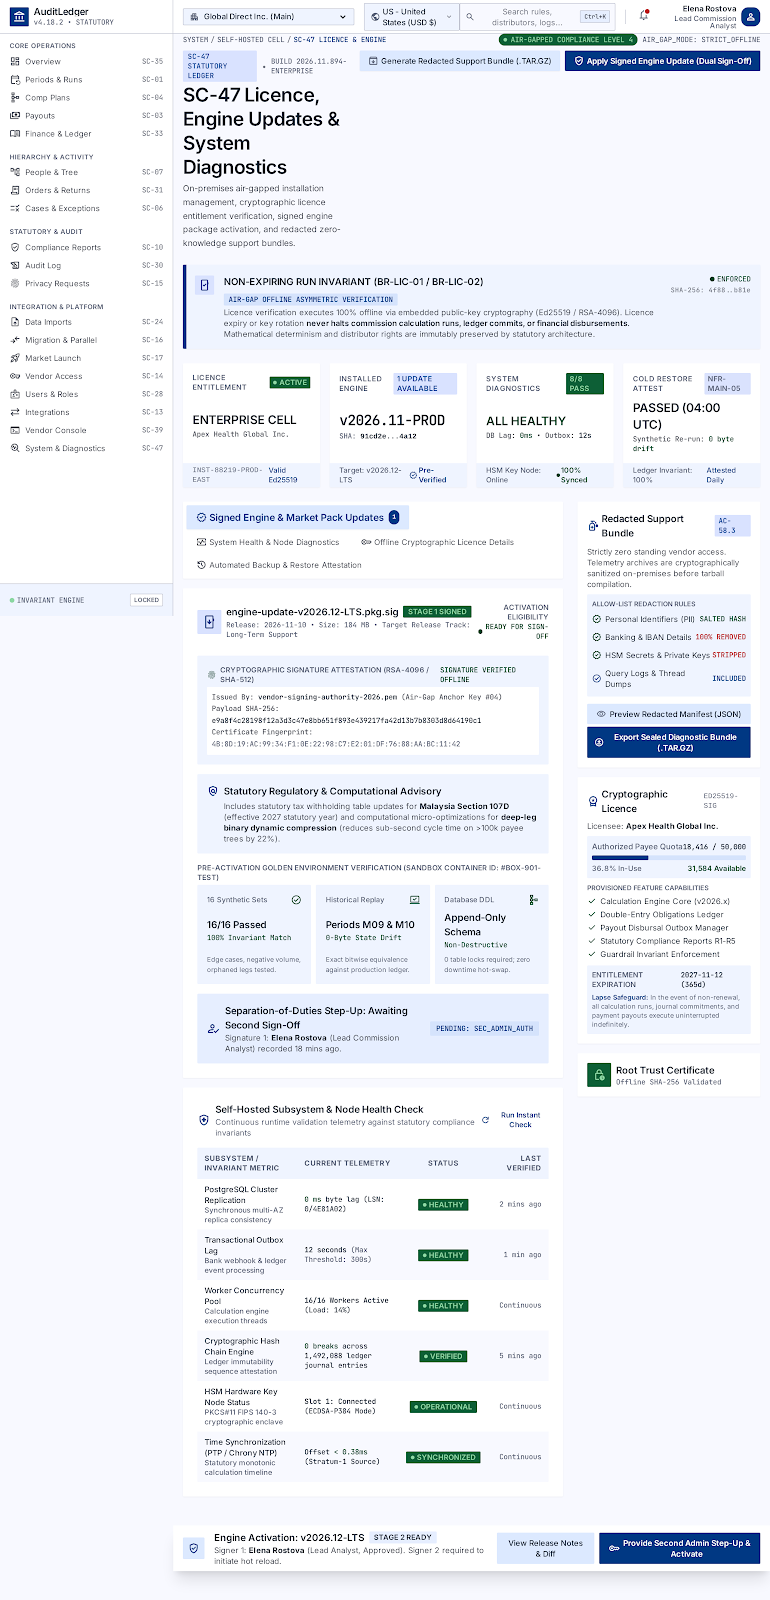 AuditLedger
v4.18.2 • STATUTORY
CORE OPERATIONS
Overview SC-35
Periods & Runs SC-01
Comp Plans SC-04
Payouts SC-03
Finance & Ledger SC-33
HIERARCHY & ACTIVITY
People & Tree SC-07
Orders & Returns SC-31
Cases & Exceptions SC-06
STATUTORY & AUDIT
Compliance Reports SC-10
Audit Log SC-30
Privacy Requests SC-15
INTEGRATION & PLATFORM
Data Imports SC-24
Migration & Parallel SC-16
Market Launch SC-17
Vendor Access SC-14
Users & Roles SC-28
Integrations SC-13
Vendor Console SC-39
System & Diagnostics SC-47
INVARIANT ENGINE LOCKED
Global Direct Inc. (Main)
US - United
States (USD $)
Search rules,
distributors, logs...
Ctrl+K
Elena Rostova
Lead Commission
Analyst
SYSTEM / SELF-HOSTED CELL / SC-47 LICENCE & ENGINE
AIR-GAPPED COMPLIANCE LEVEL 4
AIR_GAP_MODE: STRICT_OFFLINE
SC-47
STATUTORY
LEDGER
• BUILD 2026.11.894-
ENTERPRISE
Generate Redacted Support Bundle (.TAR.GZ)
Apply Signed Engine Update (Dual Sign-Off)
SC-47 Licence,
Engine Updates &
System
Diagnostics
On-premises air-gapped installation
management, cryptographic licence
entitlement verification, signed engine
package activation, and redacted zero-
knowledge support bundles.
NON-EXPIRING RUN INVARIANT (BR-LIC-01 / BR-LIC-02)
AIR-GAP OFFLINE ASYMMETRIC VERIFICATION
Licence verification executes 100% offline via embedded public-key cryptography (Ed25519 / RSA-4096). Licence
expiry or key rotation never halts commission calculation runs, ledger commits, or financial disbursements.
Mathematical determinism and distributor rights are immutably preserved by statutory architecture.
ENFORCED
SHA-256: 4f88..b81e
LICENCE
ENTITLEMENT
ACTIVE
ENTERPRISE CELL
Apex Health Global Inc.
INST-88219-PROD-
EAST
Valid
Ed25519
INSTALLED
ENGINE
1 UPDATE
AVAILABLE
v2026.11-PROD
SHA: 91cd2e...4a12
Target: v2026.12-
LTS
Pre-
Verified
SYSTEM
DIAGNOSTICS
8/8
PASS
ALL HEALTHY
DB Lag: 0ms • Outbox: 12s
HSM Key Node:
Online
100%
Synced
COLD RESTORE
ATTEST
NFR-
MAIN-05
PASSED (04:00
UTC)
Synthetic Re-run: 0 byte
drift
Ledger Invariant:
100%
Attested
Daily
Signed Engine & Market Pack Updates 1
System Health & Node Diagnostics
Offline Cryptographic Licence Details
Automated Backup & Restore Attestation
engine-update-v2026.12-LTS.pkg.sig STAGE 1 SIGNED
Release: 2026-11-10 • Size: 184 MB • Target Release Track:
Long-Term Support
ACTIVATION
ELIGIBILITY
READY FOR SIGN-
OFF
CRYPTOGRAPHIC SIGNATURE ATTESTATION (RSA-4096 /
SHA-512)
SIGNATURE VERIFIED
OFFLINE
Issued By: vendor-signing-authority-2026.pem (Air-Gap Anchor Key #04)
Payload SHA-256:
e9a8f4c28198f12a3d3c47e8bb651f893e439217fa42d13b7b8303d8d64190c1
Certificate Fingerprint:
4B:8D:19:AC:99:34:F1:0E:22:98:C7:E2:01:DF:76:88:AA:BC:11:42
Statutory Regulatory & Computational Advisory
Includes statutory tax withholding table updates for Malaysia Section 107D
(effective 2027 statutory year) and computational micro-optimizations for deep-leg
binary dynamic compression (reduces sub-second cycle time on >100k payee
trees by 22%).
PRE-ACTIVATION GOLDEN ENVIRONMENT VERIFICATION (SANDBOX CONTAINER ID: #BOX-901-
TEST)
16 Synthetic Sets
16/16 Passed
100% Invariant Match
Edge cases, negative volume,
orphaned legs tested.
Historical Replay
Periods M09 & M10
0-Byte State Drift
Exact bitwise equivalence
against production ledger.
Database DDL
Append-Only
Schema
Non-Destructive
0 table locks required; zero
downtime hot-swap.
Separation-of-Duties Step-Up: Awaiting
Second Sign-Off
Signature 1: Elena Rostova (Lead Commission
Analyst) recorded 18 mins ago.
PENDING: SEC_ADMIN_AUTH
Self-Hosted Subsystem & Node Health Check
Continuous runtime validation telemetry against statutory compliance
invariants
Run Instant
Check
SUBSYSTEM /
INVARIANT METRIC
CURRENT TELEMETRY
STATUS
LAST
VERIFIED
PostgreSQL Cluster
Replication
Synchronous multi-AZ
replica consistency
0 ms byte lag (LSN:
0/4E81A02)
HEALTHY
2 mins ago
Transactional Outbox
Lag
Bank webhook & ledger
event processing
12 seconds (Max
Threshold: 300s)
HEALTHY
1 min ago
Worker Concurrency
Pool
Calculation engine
execution threads
16/16 Workers Active
(Load: 14%)
HEALTHY
Continuous
Cryptographic Hash
Chain Engine
Ledger immutability
sequence attestation
0 breaks across
1,492,088 ledger
journal entries
VERIFIED
5 mins ago
HSM Hardware Key
Node Status
PKCS#11 FIPS 140-3
cryptographic enclave
Slot 1: Connected
(ECDSA-P384 Mode)
OPERATIONAL
Continuous
Time Synchronization
(PTP / Chrony NTP)
Statutory monotonic
calculation timeline
Offset < 0.38ms
(Stratum-1 Source)
SYNCHRONIZED
Continuous
Redacted Support
Bundle
AC-
58.3
Strictly zero standing vendor access.
Telemetry archives are cryptographically
sanitized on-premises before tarball
compilation.
ALLOW-LIST REDACTION RULES
Personal Identifiers (PII) SALTED HASH
Banking & IBAN Details 100% REMOVED
HSM Secrets & Private Keys STRIPPED
Query Logs & Thread
Dumps
INCLUDED
Preview Redacted Manifest (JSON)
Export Sealed Diagnostic Bundle
(.TAR.GZ)
Cryptographic
Licence
ED25519-
SIG
Licensee: Apex Health Global Inc.
Authorized Payee Quota 18,416 / 50,000
36.8% In-Use 31,584 Available
PROVISIONED FEATURE CAPABILITIES
Calculation Engine Core (v2026.x)
Double-Entry Obligations Ledger
Payout Disbursal Outbox Manager
Statutory Compliance Reports R1-R5
Guardrail Invariant Enforcement
ENTITLEMENT
EXPIRATION
2027-11-12
(365d)
Lapse Safeguard: In the event of non-renewal,
all calculation runs, journal commitments, and
payment payouts execute uninterrupted
indefinitely.
Root Trust Certificate
Offline SHA-256 Validated
Engine Activation: v2026.12-LTS STAGE 2 READY
Signer 1: Elena Rostova (Lead Analyst, Approved). Signer 2 required to
initiate hot reload.
View Release Notes
& Diff
Provide Second Admin Step-Up &
Activate